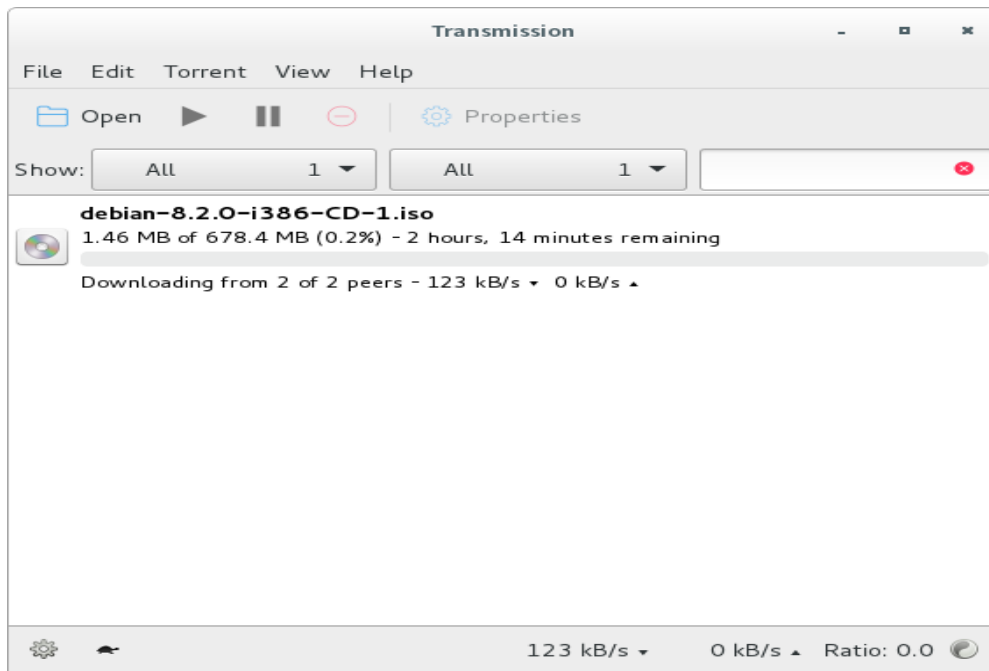 Transmission
File Edit Torrent View Help
Open Properties
Show: All 1 All 1
debian-8.2.0-i386-CD-1.iso
1.46 MB of 678.4 MB (0.2%) - 2 hours, 14 minutes remaining
Downloading from 2 of 2 peers - 123 kB/s ▾ 0 kB/s ▴
123 kB/s ▾ 0 kB/s ▴ Ratio: 0.0